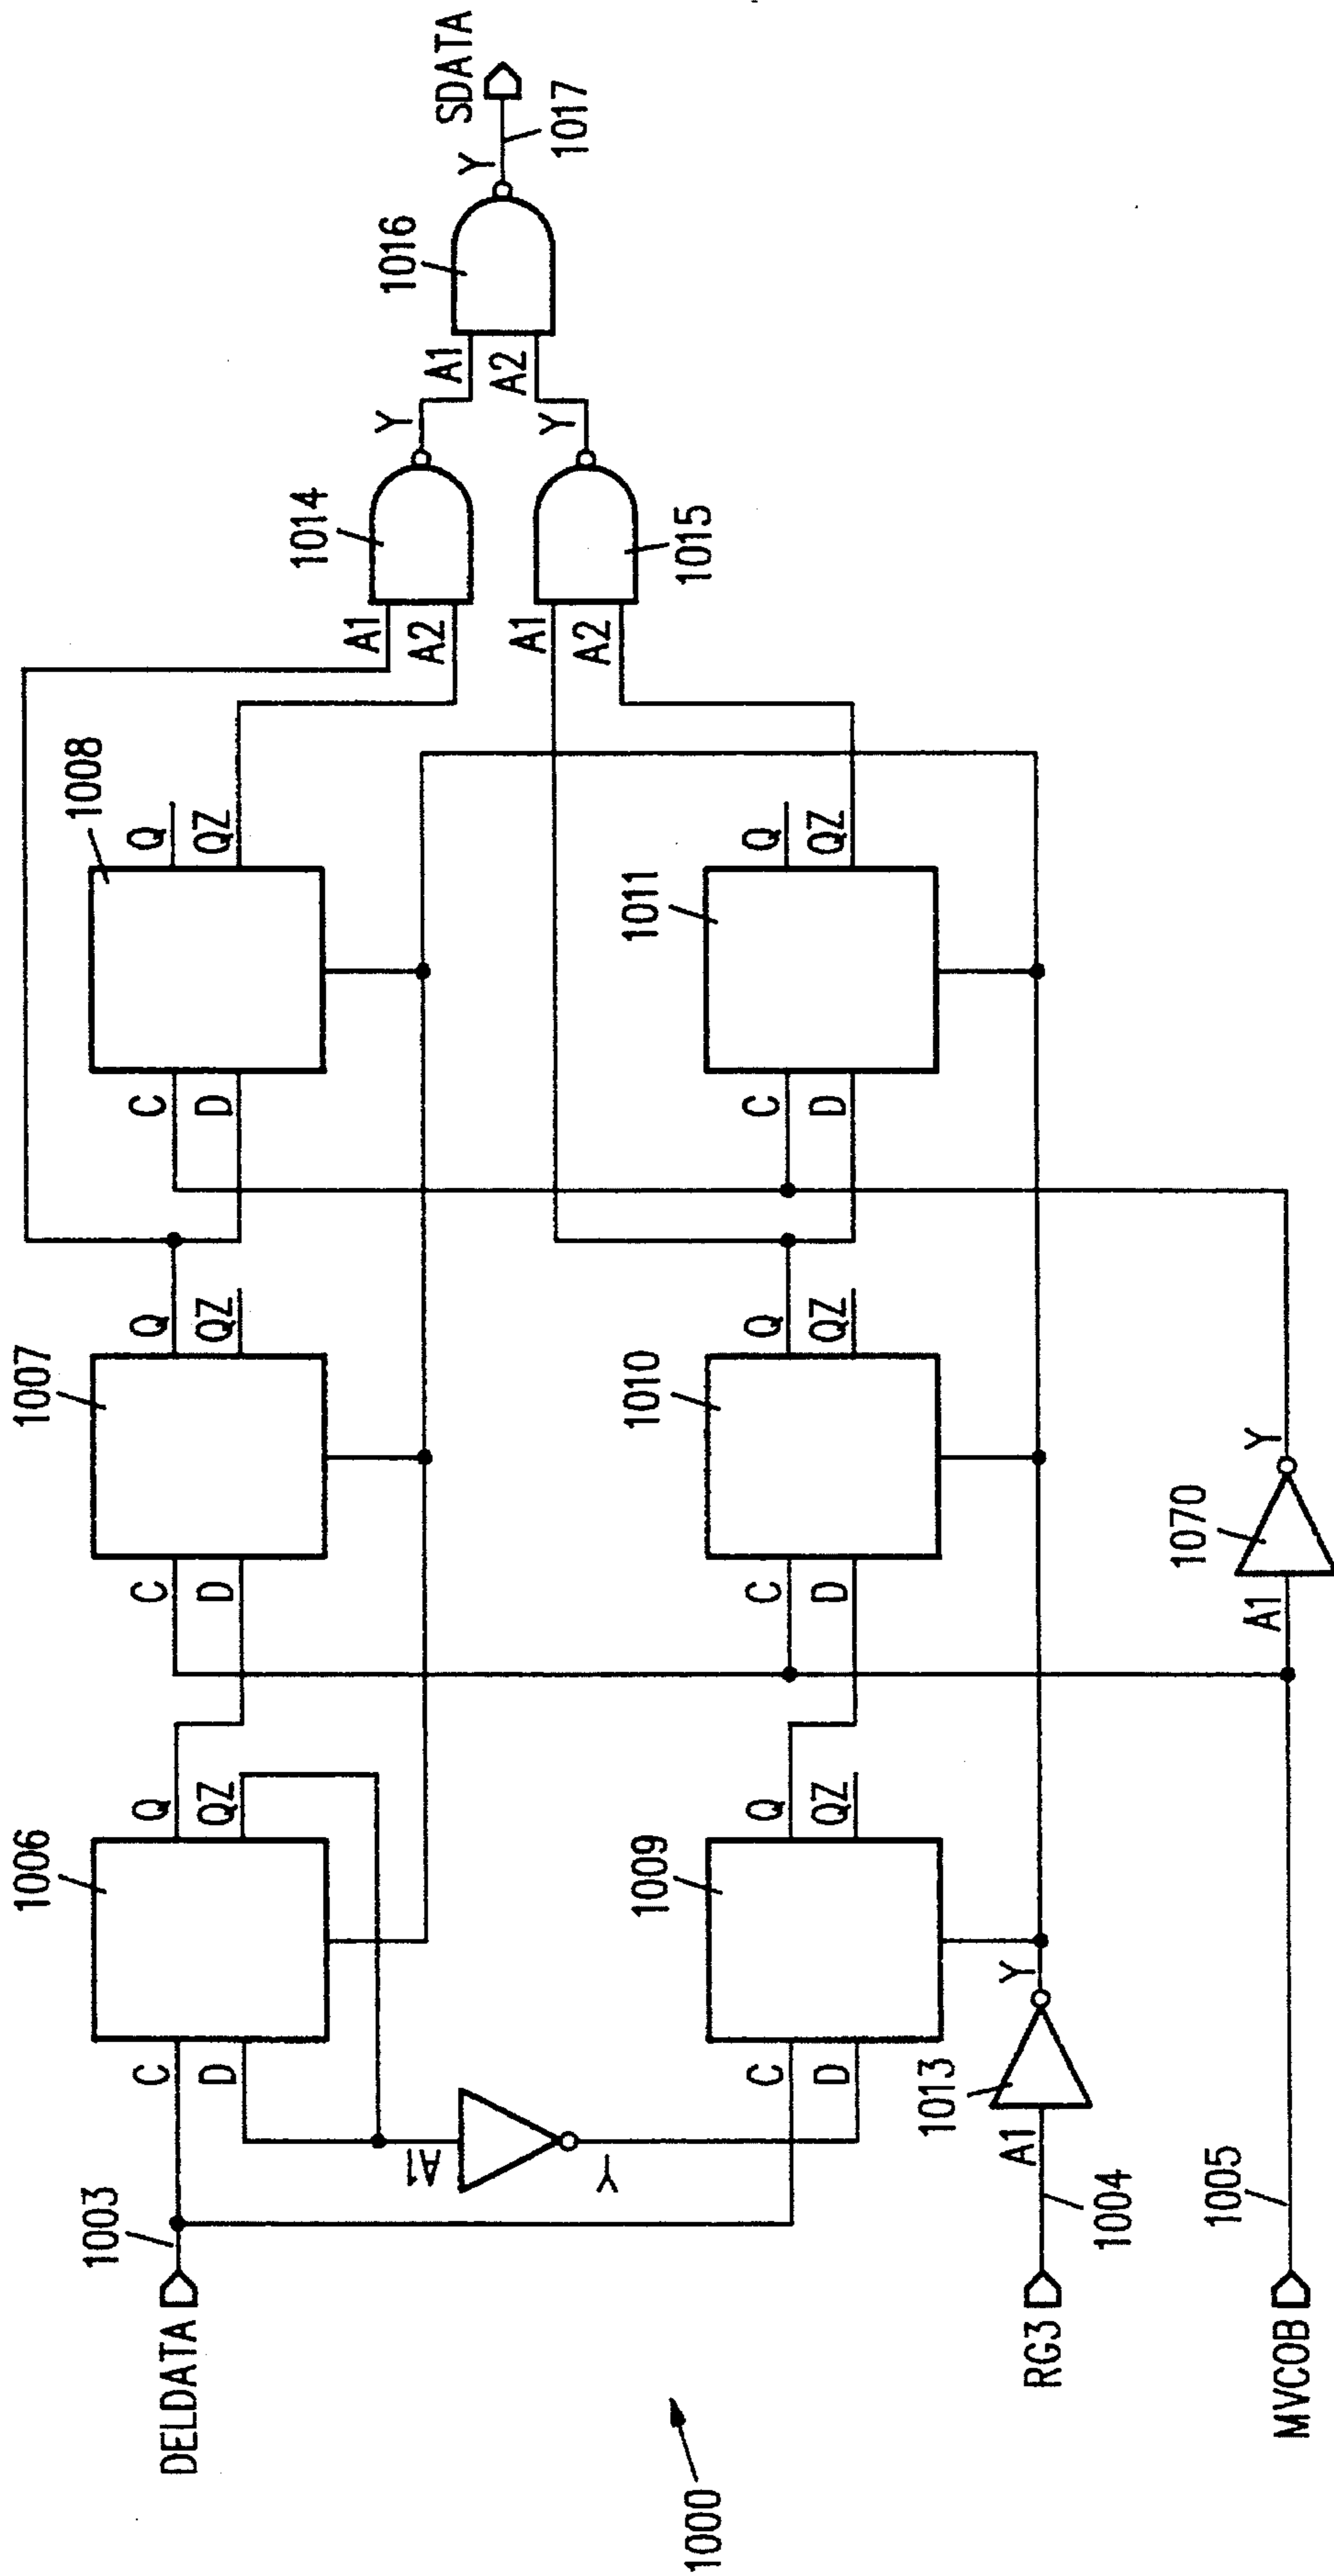 1008
1007
1006
Q
QZ
Q
QZ
Q
QZ
C
D
C
D
C
D
1003
DELDATA
A1
Y
1014
A1
A2
Y
1016
A1
A2
Y
SDATA
1017
1015
A1
A2
Y
1011
1010
1009
Q
QZ
Q
QZ
Q
QZ
C
D
C
D
C
D
1013
A1
Y
RG3
1004
1070
A1
Y
MVCOB
1005
1000